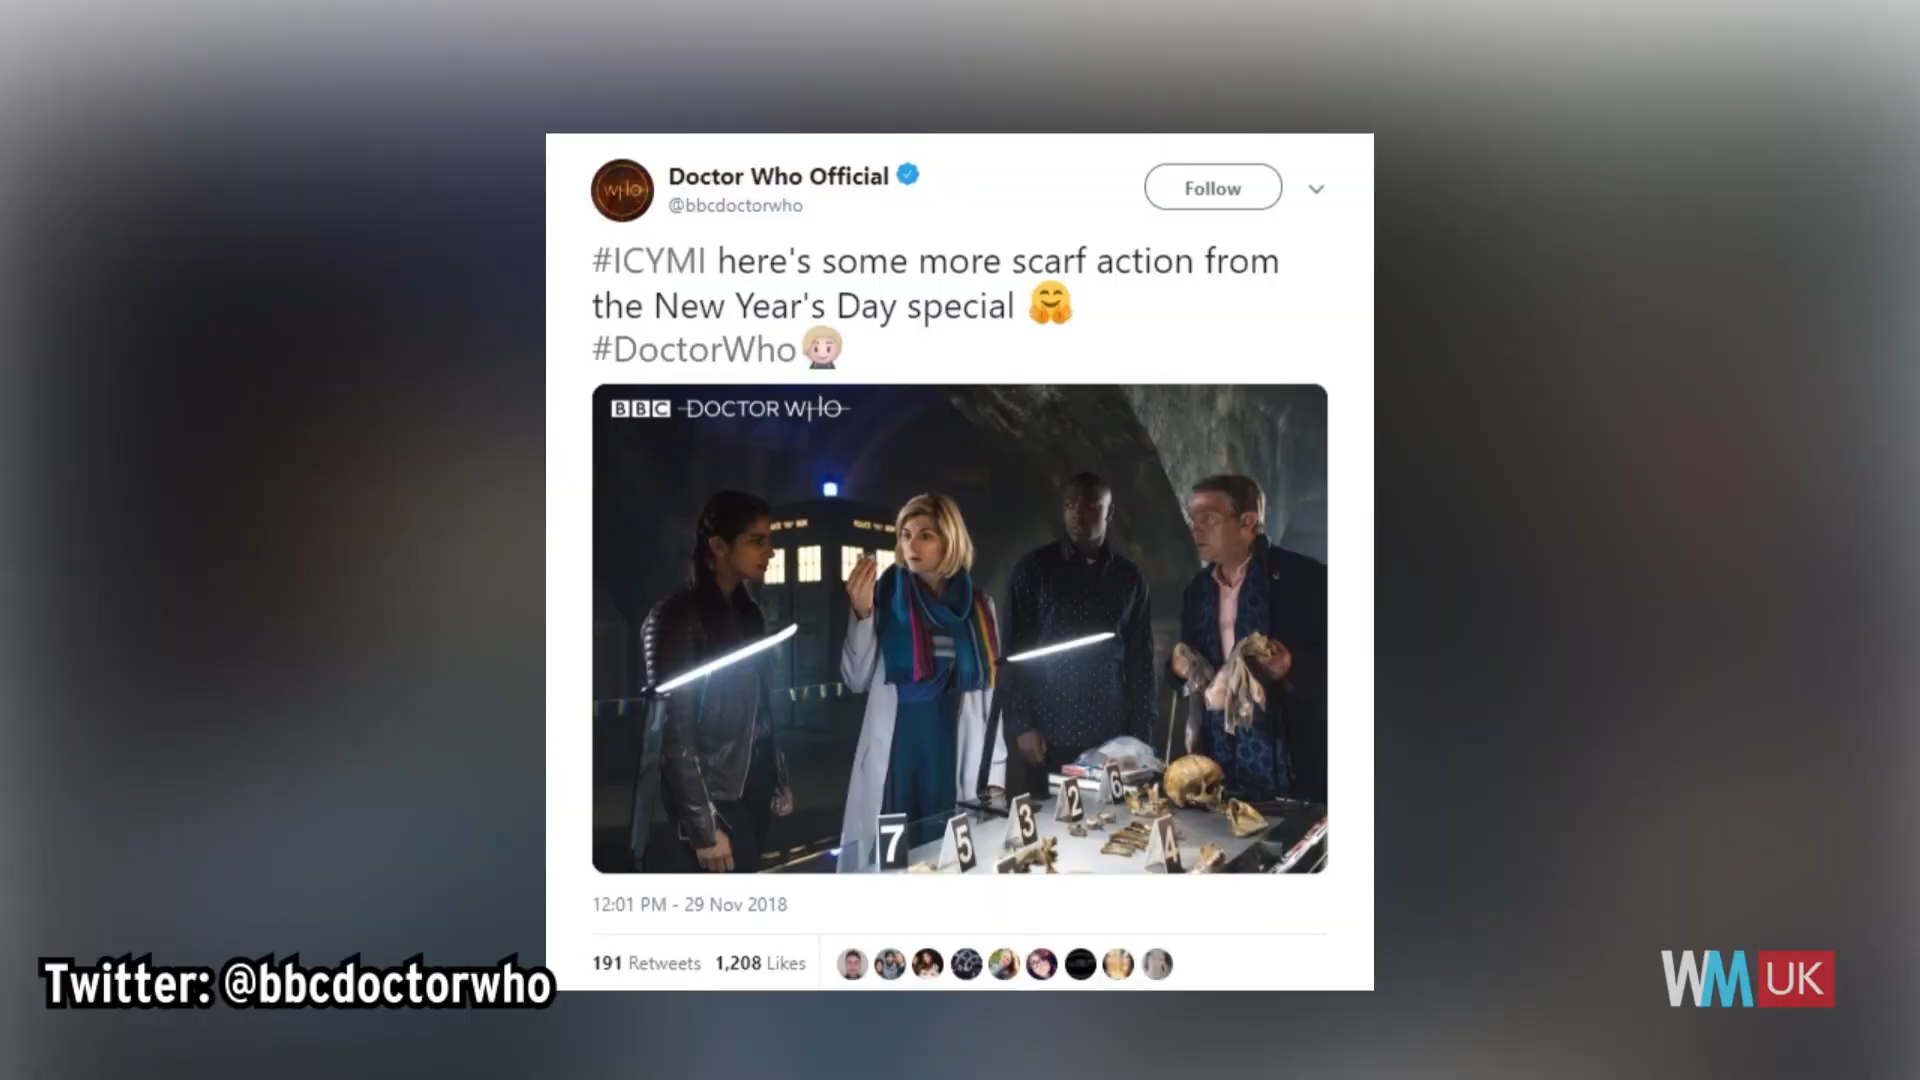 Doctor Who Official
@bbcdoctorwho
Follow
#ICYMI here's some more scarf action from
the New Year's Day special
#DoctorWho
BBC DOCTOR WHO
7
5
3
2
6
4
12:01 PM - 29 Nov 2018
191 Retweets 1,208 Likes
Twitter: @bbcdoctorwho
WM UK